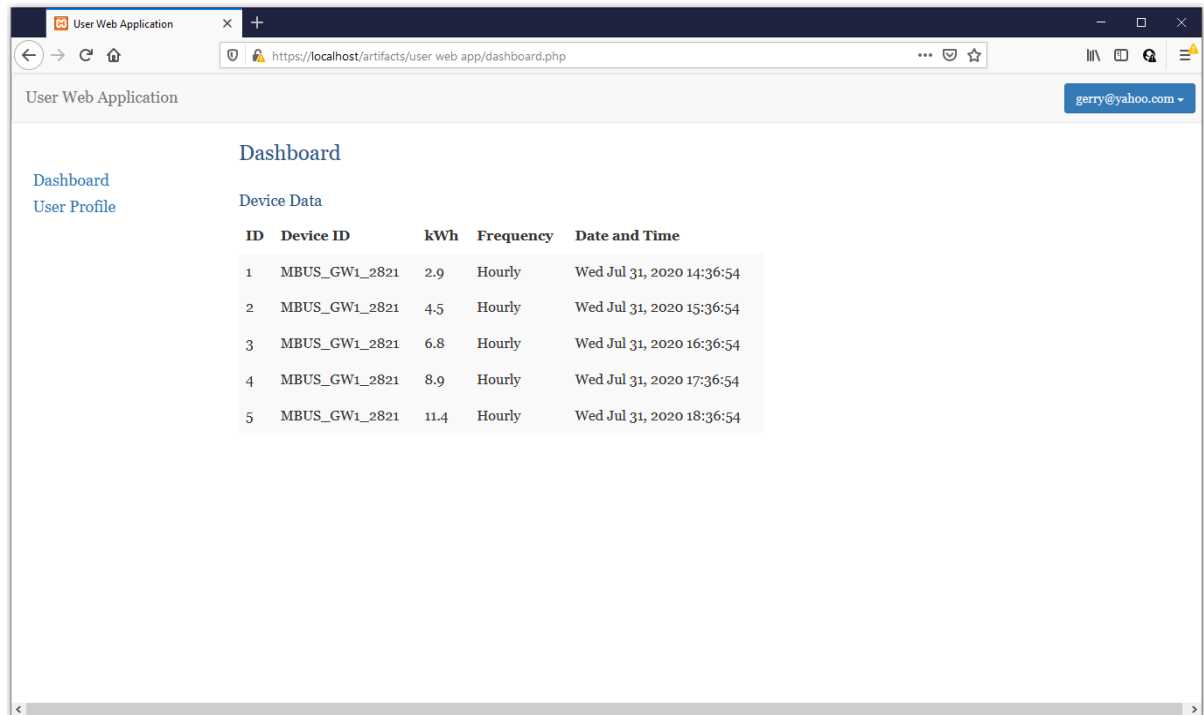 User Web Application
https://localhost/artifacts/user web app/dashboard.php
User Web Application
gerry@yahoo.com
Dashboard
User Profile
Dashboard
Device Data
ID Device ID kWh Frequency Date and Time
1 MBUS_GW1_2821 2.9 Hourly Wed Jul 31, 2020 14:36:54
2 MBUS_GW1_2821 4.5 Hourly Wed Jul 31, 2020 15:36:54
3 MBUS_GW1_2821 6.8 Hourly Wed Jul 31, 2020 16:36:54
4 MBUS_GW1_2821 8.9 Hourly Wed Jul 31, 2020 17:36:54
5 MBUS_GW1_2821 11.4 Hourly Wed Jul 31, 2020 18:36:54